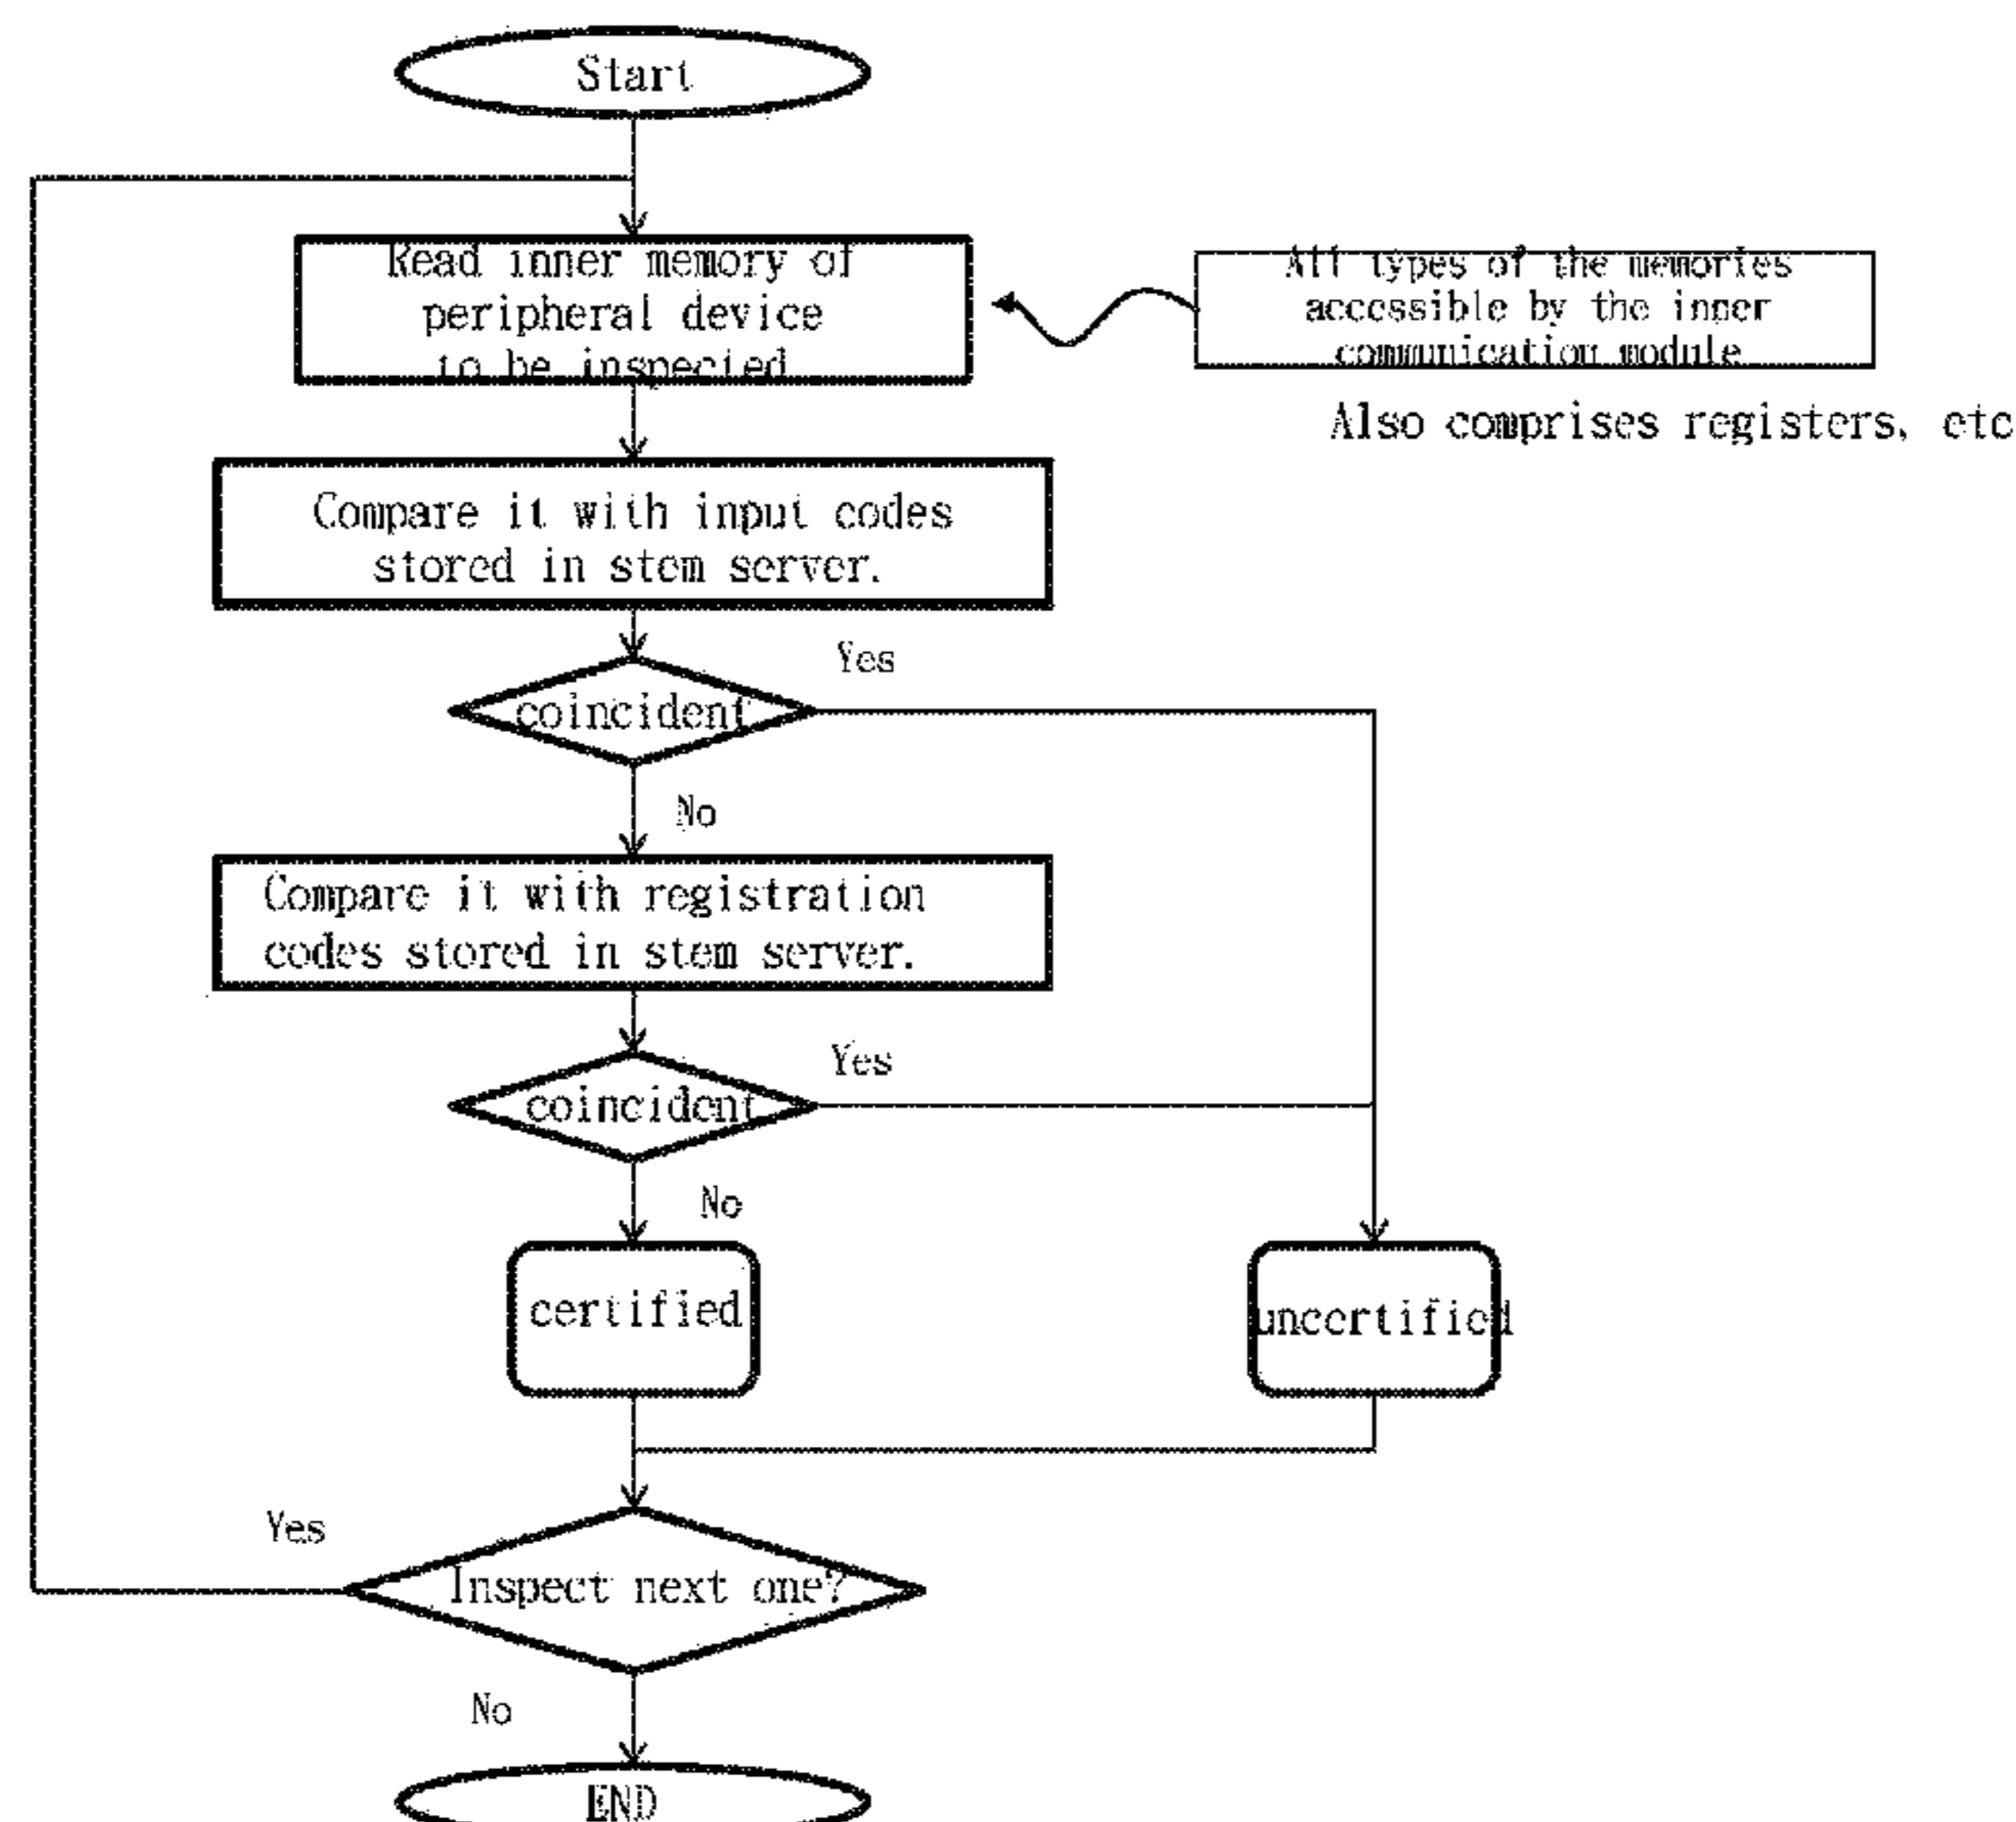 Start
Read inner memory of
peripheral device
to be inspected
All types of the memories
accessible by the inner
communication module
Also comprises registers, etc
Compare it with input codes
stored in stem server.
Yes
coincident
No
Compare it with registration
codes stored in stem server.
Yes
coincident
No
certified
uncertified
Yes
Inspect next one?
No
END